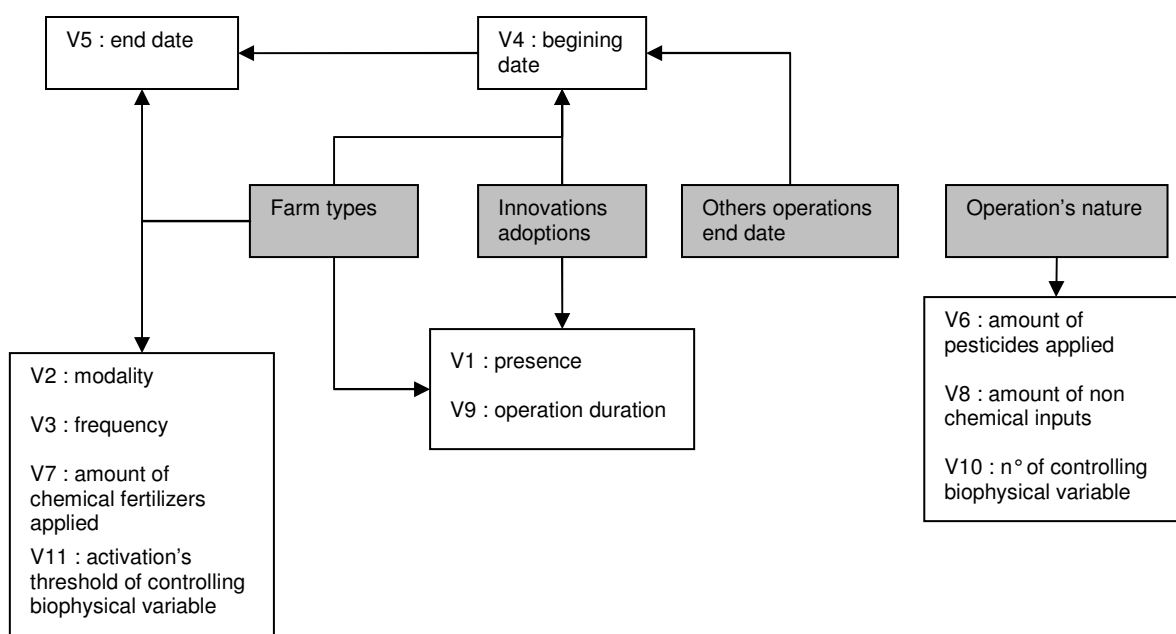 V5 : end date
V4 : begining
date
Farm types
Innovations
adoptions
Others operations
end date
Operation’s nature
V2 : modality
V3 : frequency
V7 : amount of
chemical fertilizers
applied
V11 : activation’s
threshold of controlling
biophysical variable
V1 : presence
V9 : operation duration
V6 : amount of
pesticides applied
V8 : amount of non
chemical inputs
V10 : n° of controlling
biophysical variable